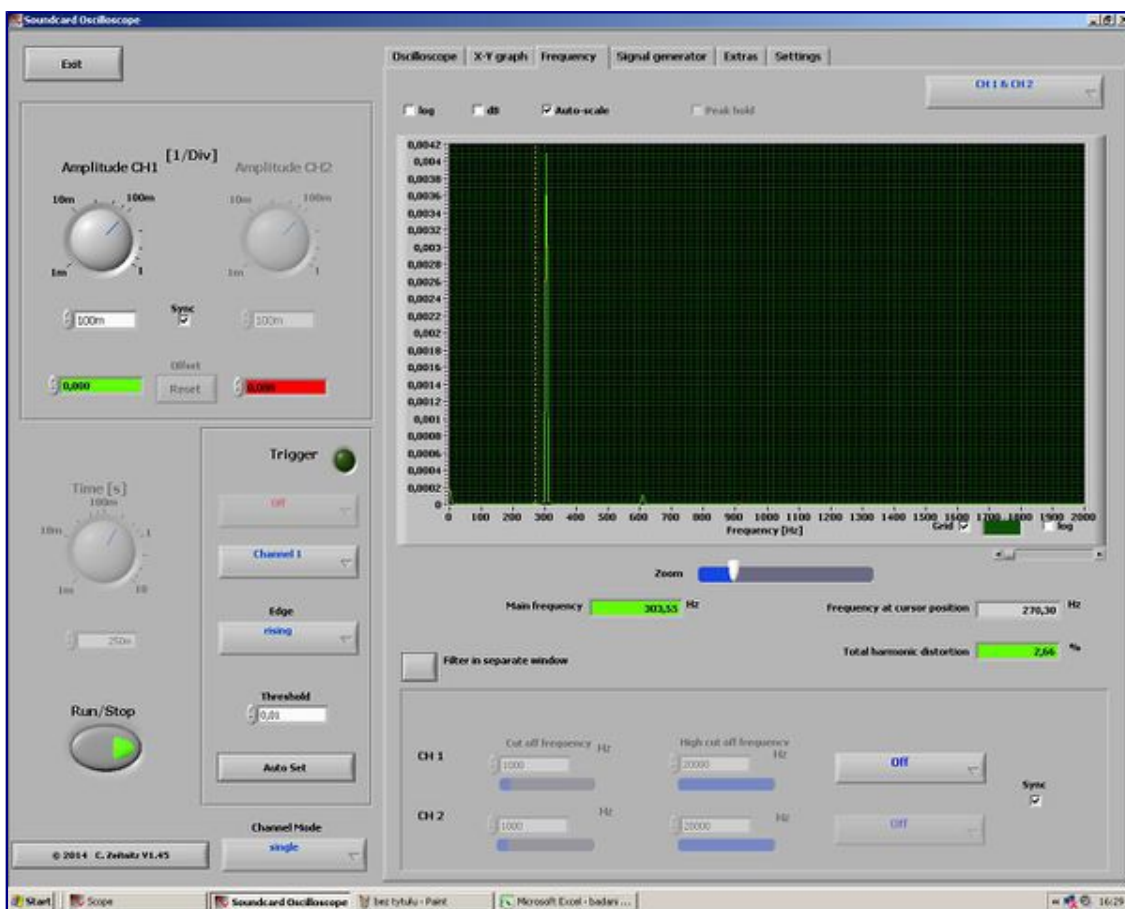 Soundcard Oscilloscope
Exit
Oscilloscope X-Y graph Frequency Signal generator Extras Settings
CH 1 & CH 2
log dB Auto-scale Peak hold
[1/Div]
Amplitude CH1 Amplitude CH2
10m 100m 10m 100m
1m 1 1m 1
Sync
100m 100m
Offset
0,000 Reset 0,000
0,0042
0,004
0,0038
0,0036
0,0034
0,0032
0,003
0,0028
0,0026
0,0024
0,0022
0,002
0,0018
0,0016
0,0014
0,0012
0,001
0,0008
0,0006
0,0004
0,0002
0
0 100 200 300 400 500 600 700 800 900 1000 1100 1200 1300 1400 1500 1600 1700 1800 1900 2000
Frequency [Hz]
Grid log
Zoom
Main frequency 303,55 Hz
Frequency at cursor position 270,30 Hz
Total harmonic distortion 2,66 %
Filter in separate window
Trigger
Off
Channel 1
Edge
rising
Threshold
0,01
Auto Set
Time [s]
100m
10m 1
1m 10
250m
Run/Stop
Cut off frequency Hz High cut off frequency Hz
CH 1 1000 20000 Off
Sync
Hz Hz
CH 2 1000 20000 Off
Channel Mode
single
© 2014 C. Zeitnitz V1.45
Start Scope Soundcard Oscilloscope bez tytułu - Paint Microsoft Excel - badani ... 16:29